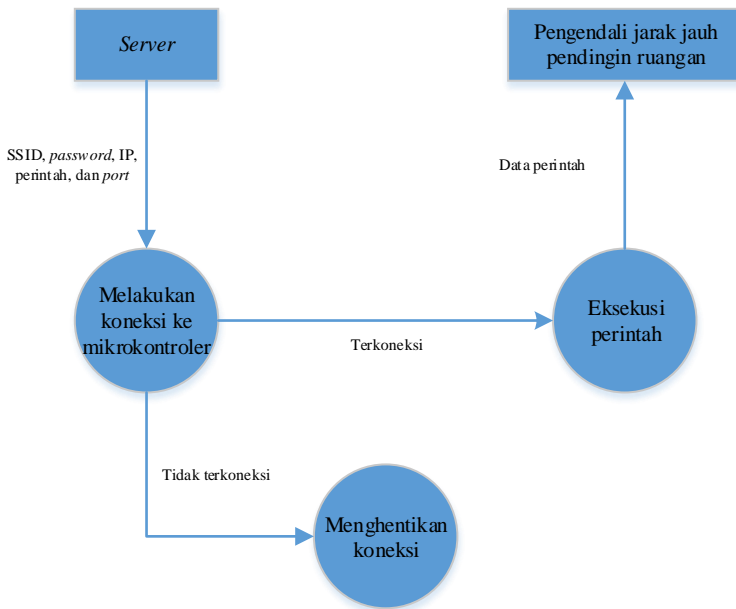 Server
Pengendali jarak jauh
pendingin ruangan
SSID, password, IP,
perintah, dan port
Data perintah
Melakukan
koneksi ke
mikrokontroler
Terkoneksi
Eksekusi
perintah
Tidak terkoneksi
Menghentikan
koneksi